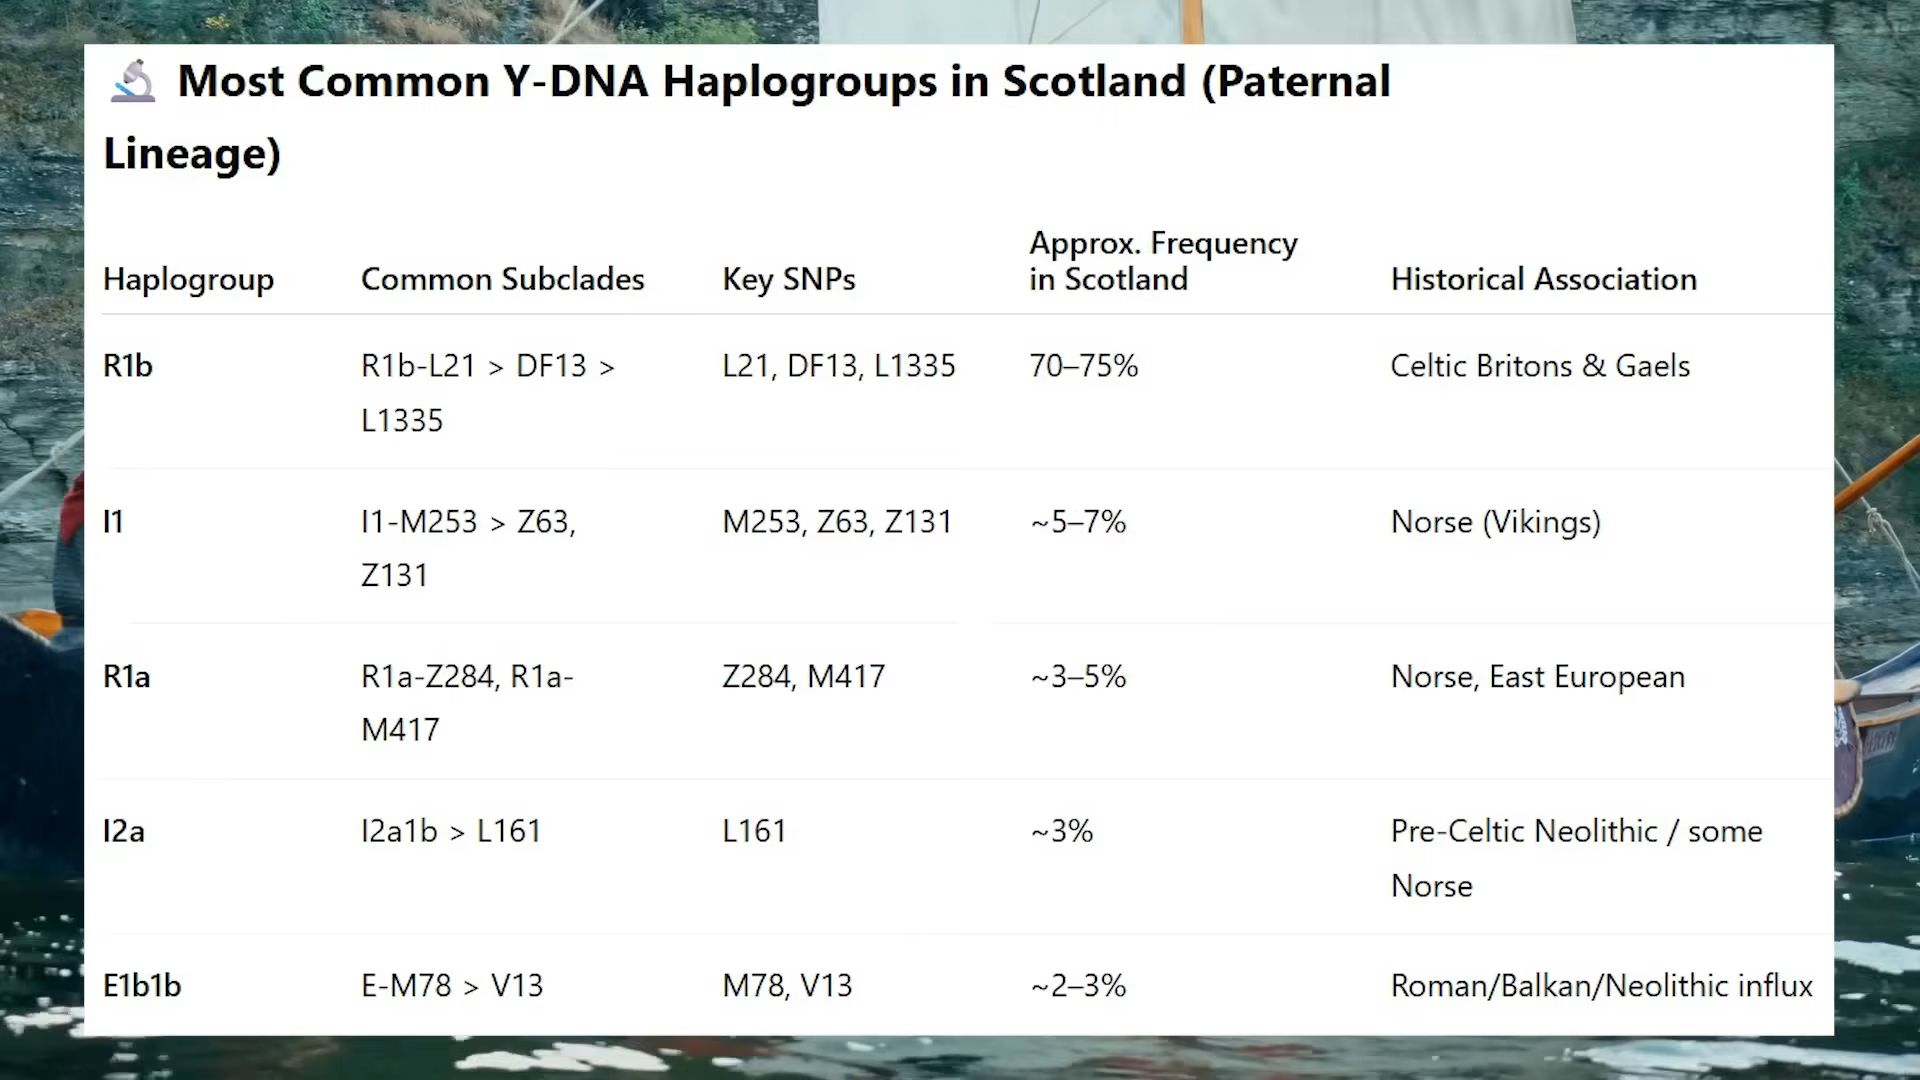 Most Common Y-DNA Haplogroups in Scotland (Paternal
Lineage)
Haplogroup Common Subclades Key SNPs Approx. Frequency in Scotland Historical Association
R1b R1b-L21 > DF13 > L1335 L21, DF13, L1335 70–75% Celtic Britons & Gaels
I1 I1-M253 > Z63, Z131 M253, Z63, Z131 ~5–7% Norse (Vikings)
R1a R1a-Z284, R1a-M417 Z284, M417 ~3–5% Norse, East European
I2a I2a1b > L161 L161 ~3% Pre-Celtic Neolithic / some Norse
E1b1b E-M78 > V13 M78, V13 ~2–3% Roman/Balkan/Neolithic influx